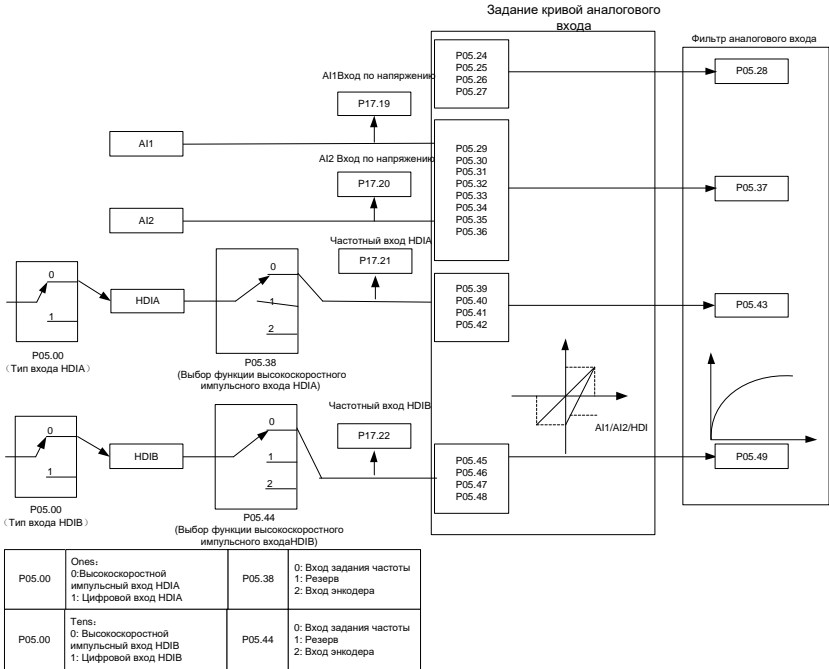 Задание кривой аналогового
входа
Фильтр аналогового входа
P05.24
P05.25
P05.26
P05.27
P05.28
AI1Вход по напяржению
P17.19
AI1
P05.29
P05.30
P05.31
P05.32
P05.33
P05.34
P05.35
P05.36
P05.37
AI2 Вход по напряжению
P17.20
AI2
Частотный вход HDIA
P17.21
0
1
HDIA
0
1
2
P05.39
P05.40
P05.41
P05.42
P05.43
P05.00
（Тип входа HDIA）
P05.38
(Выбор функции высокоскоростного
импульсного входа HDIA)
AI1/AI2/HDI
Частотный вход HDIB
P17.22
0
1
HDIB
0
1
2
P05.45
P05.46
P05.47
P05.48
P05.49
P05.00
（Тип входа HDIB）
P05.44
(Выбор функции высокоскоростного
импульсного входаHDIB)
P05.00
Ones：
0:Высокоскоростной
импульсный вход HDIA
1: Цифровой вход HDIA
P05.38
0: Вход задания частоты
1: Резерв
2: Вход энкодера
P05.00
Tens：
0: Высокоскоростной
импульсный вход HDIB
1: Цифровой вход HDIB
P05.44
0: Вход задания частоты
1: Резерв
2: Вход энкодера